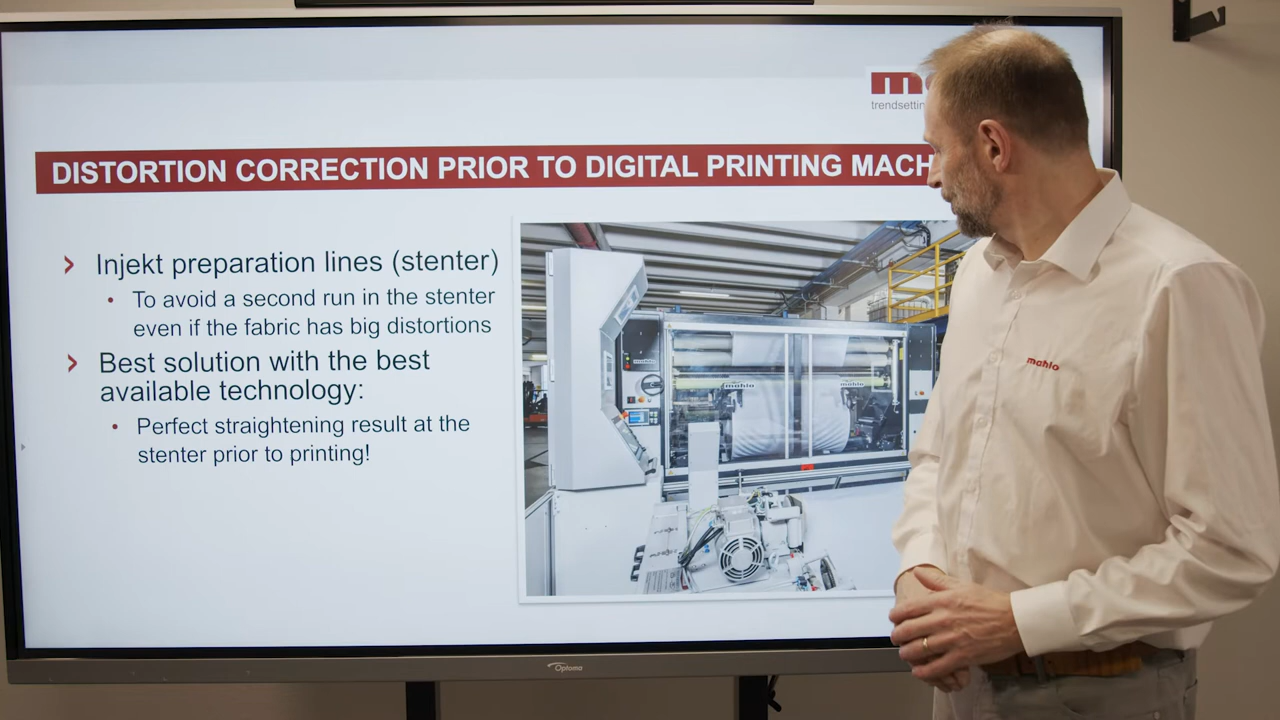 m
trendsettin
DISTORTION CORRECTION PRIOR TO DIGITAL PRINTING MACH
Injekt preparation lines (stenter)
To avoid a second run in the stenter
even if the fabric has big distortions
Best solution with the best
available technology:
Perfect straightening result at the
stenter prior to printing!
mahlo
mahlo
mahlo
mahlo
Optoma